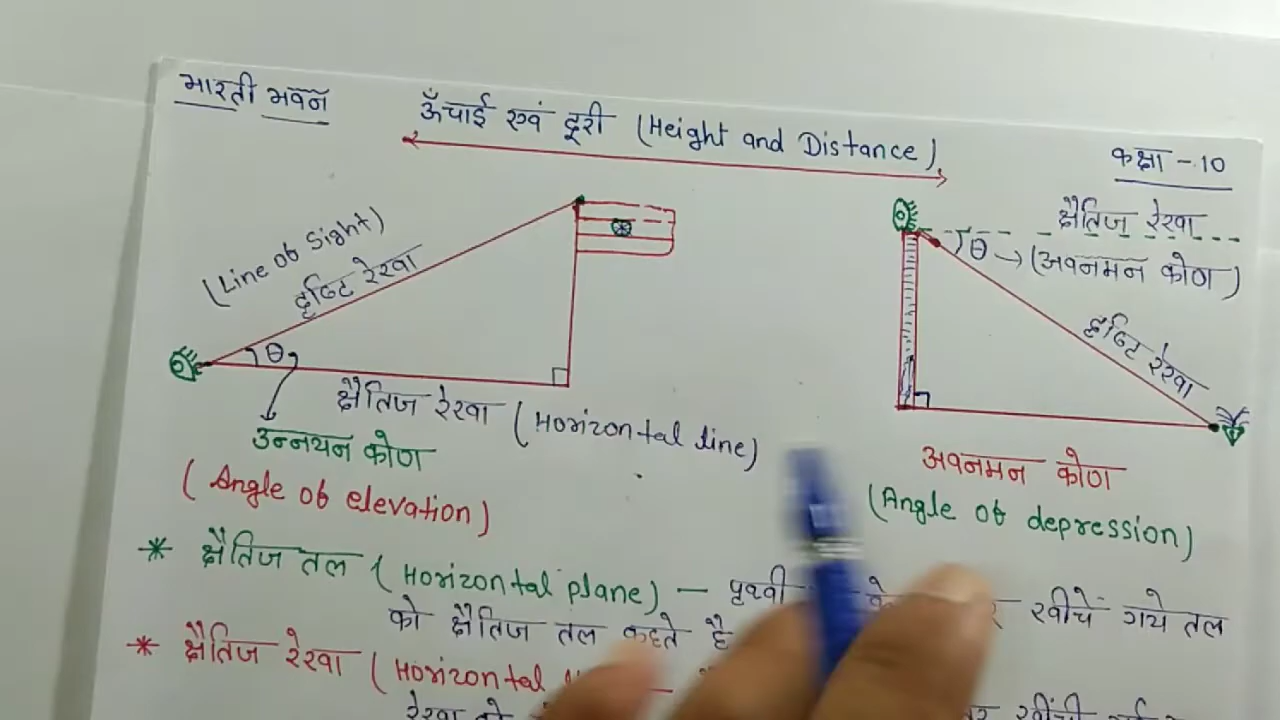 भारती भवन
ऊँचाई एवं दूरी (Height and Distance)
कक्षा - 10
(Line of Sight)
दृष्टि रेखा
θ
क्षैतिज रेखा (Horizontal line)
उन्नयन कोण
(Angle of elevation)
क्षैतिज रेखा
θ → (अवनमन कोण)
दृष्टि रेखा
अवनमन कोण
(Angle of depression)
* क्षैतिज तल (Horizontal plane) — पृथ्वी खींचे गये तल
को क्षैतिज तल कहते है
* क्षैतिज रेखा (Horizontal